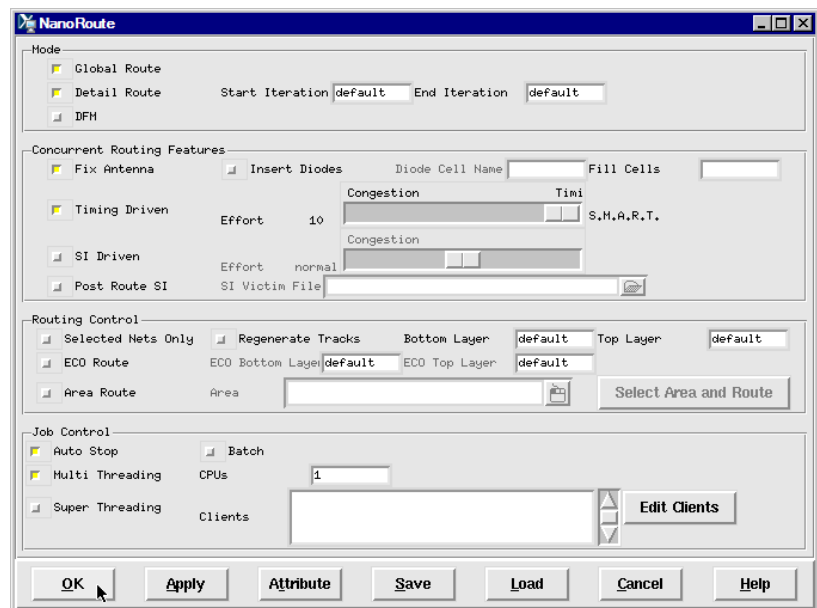 NanoRoute
Mode
Global Route
Detail Route Start Iteration default End Iteration default
DFM
Concurrent Routing Features
Fix Antenna Insert Diodes Diode Cell Name Fill Cells
Congestion Timi
Timing Driven Effort 10 S.M.A.R.T.
Congestion
SI Driven Effort normal
Post Route SI SI Victim File
Routing Control
Selected Nets Only Regenerate Tracks Bottom Layer default Top Layer default
ECO Route ECO Bottom Layer default ECO Top Layer default
Area Route Area Select Area and Route
Job Control
Auto Stop Batch
Multi Threading CPUs 1
Super Threading Clients Edit Clients
OK Apply Attribute Save Load Cancel Help